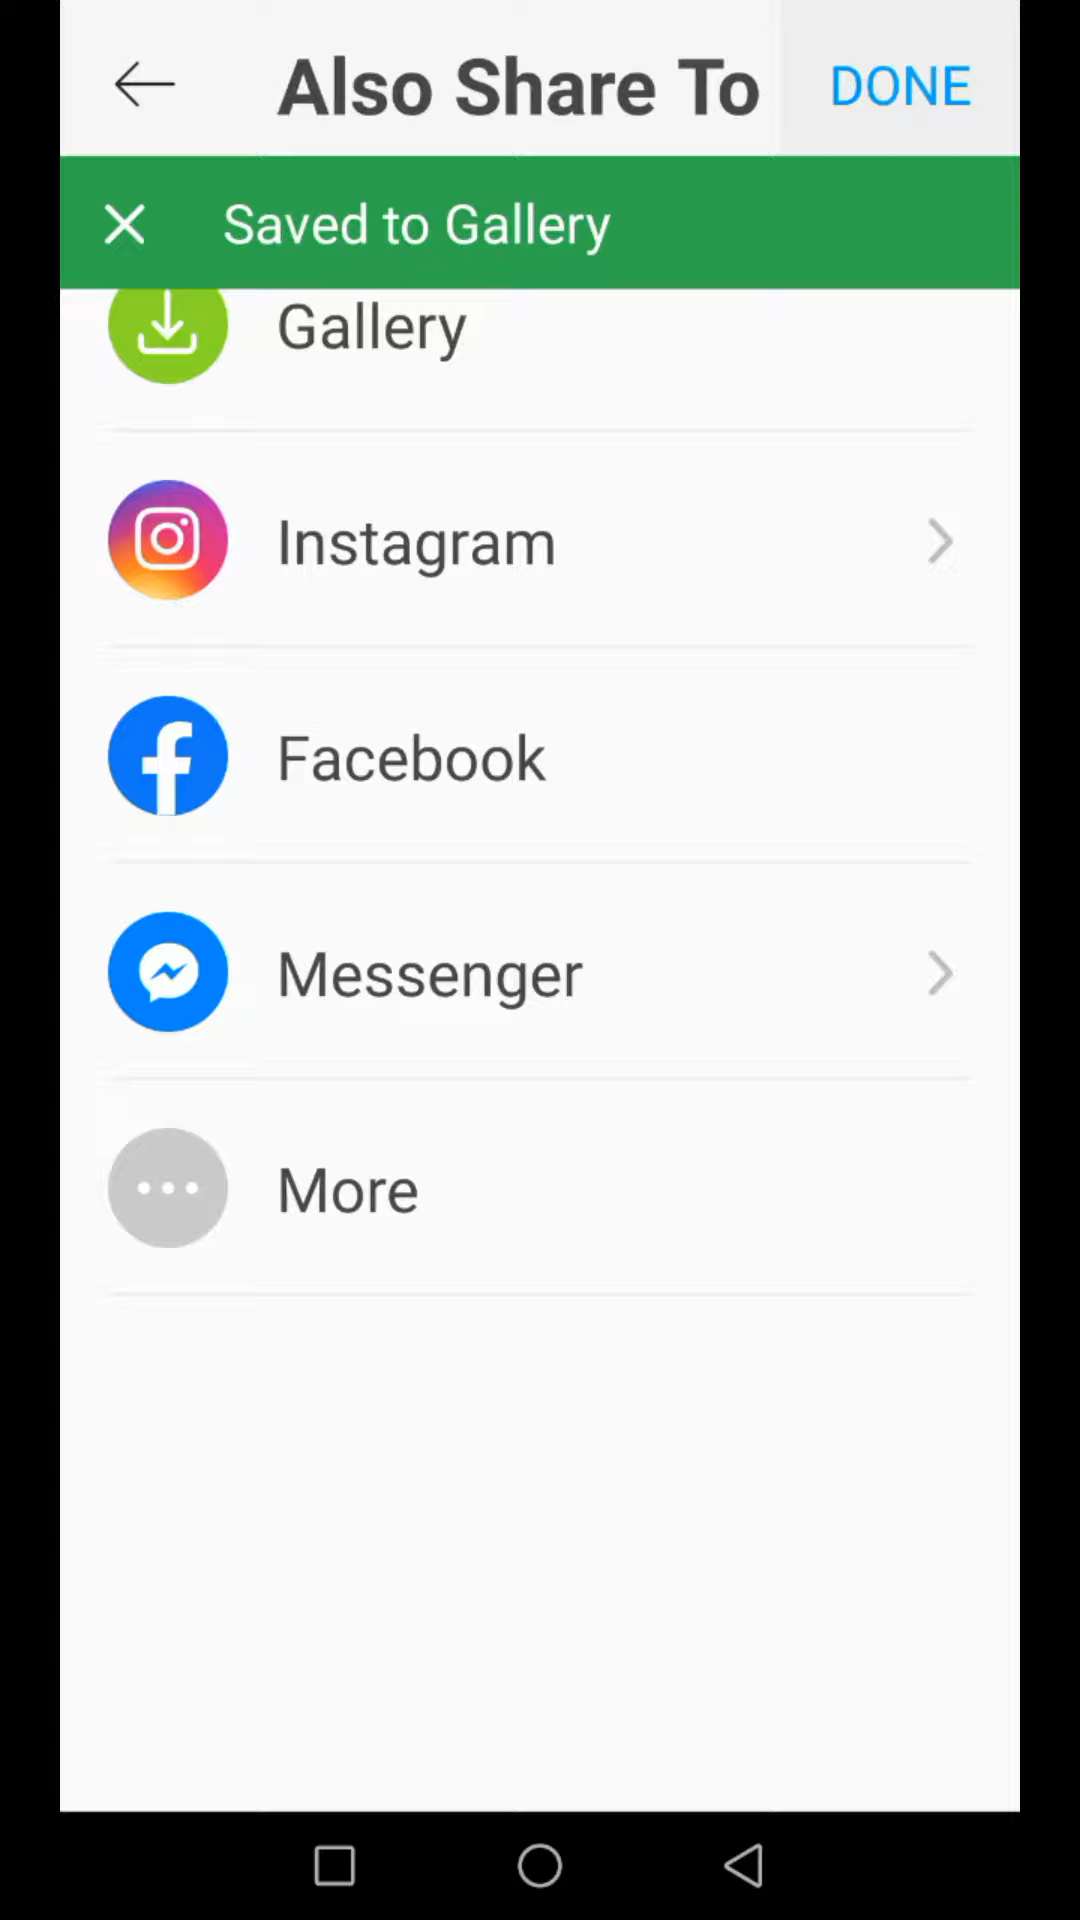 Also Share To
DONE
Saved to Gallery
Gallery
Instagram
Facebook
Messenger
More